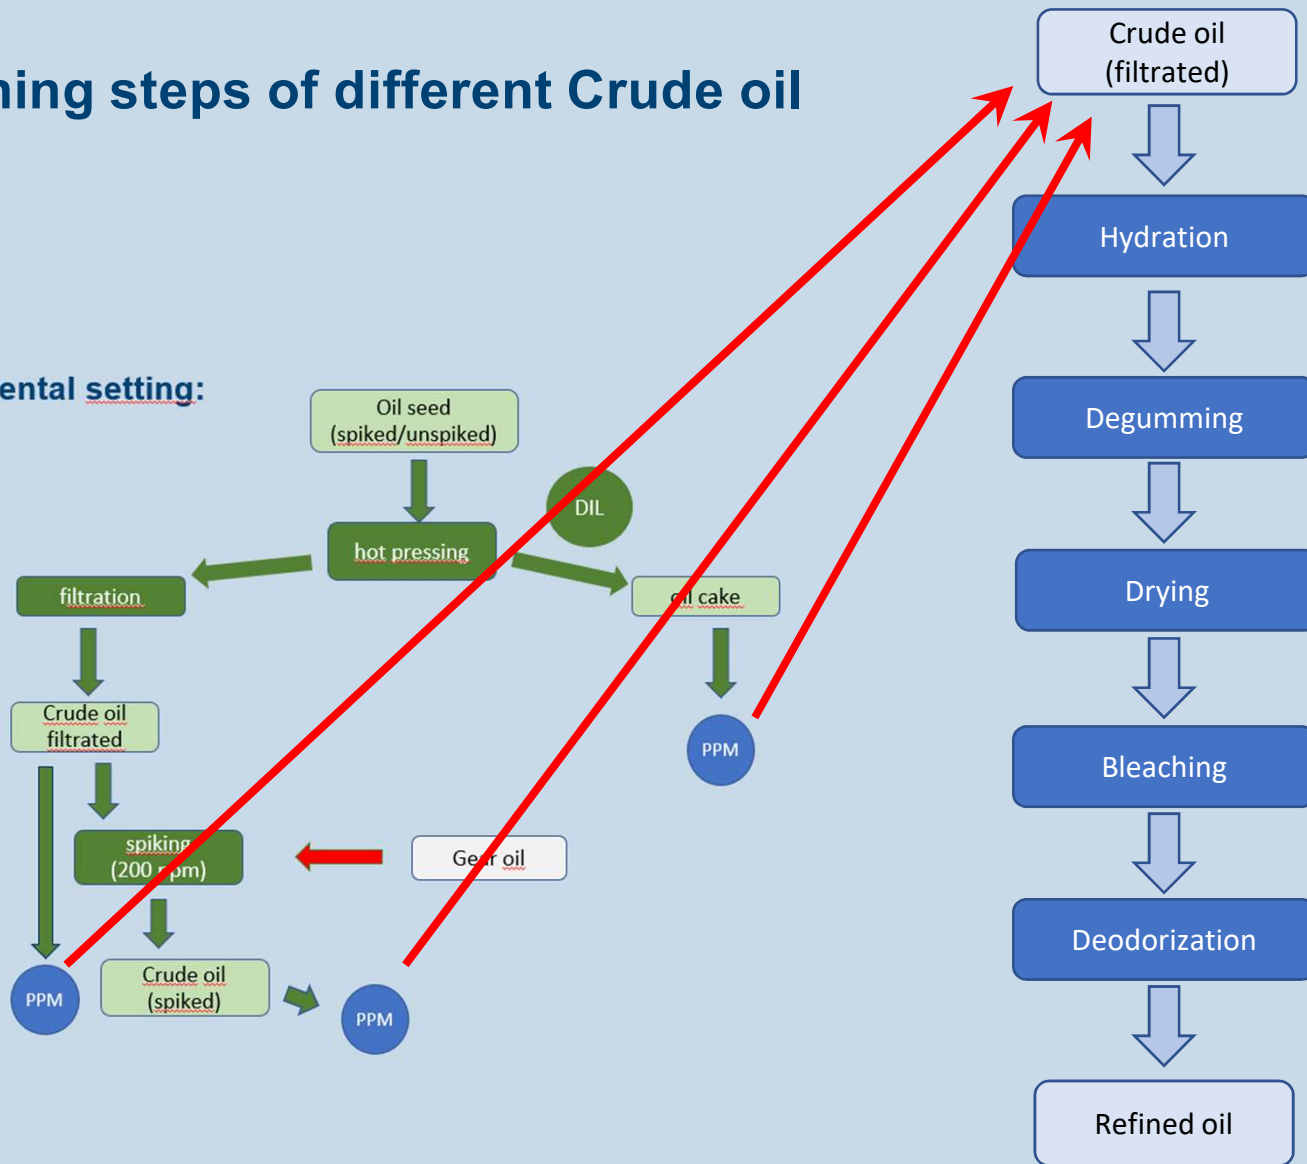 ning steps of different Crude oil
ental setting:
Oil seed
(spiked/unspiked)
DIL
hot pressing
filtration
oil cake
Crude oil
filtrated
PPM
spiking
(200 ppm)
Gear oil
PPM
Crude oil
(spiked)
PPM
Crude oil
(filtrated)
Hydration
Degumming
Drying
Bleaching
Deodorization
Refined oil